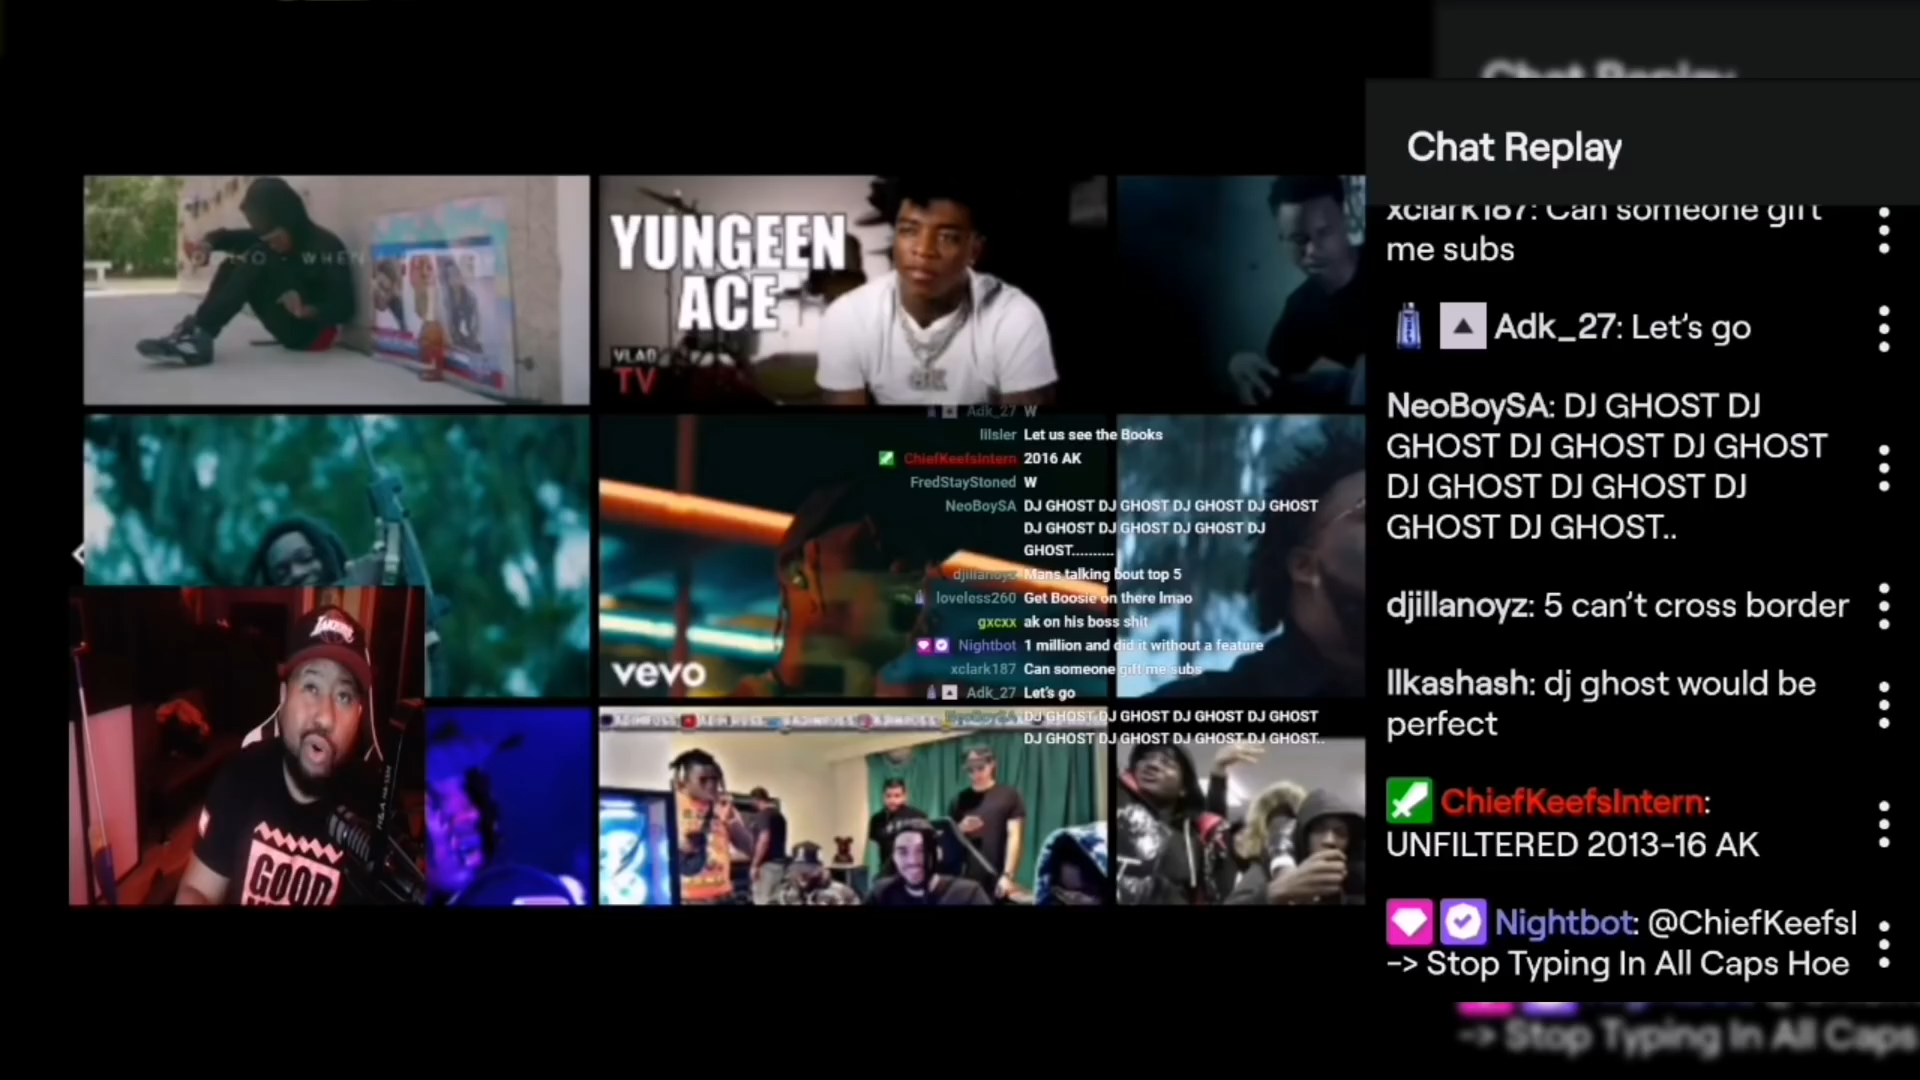 Chat Replay
- WHEN
YUNGEEN
ACE
VLAD
TV
Adk_27 W
lilsler Let us see the Books
ChiefKeefsIntern 2016 AK
FredStayStoned W
NeoBoySA DJ GHOST DJ GHOST DJ GHOST DJ GHOST
DJ GHOST DJ GHOST DJ GHOST DJ
GHOST..........
djillanoyz Mans talking bout top 5
loveless260 Get Boosie on there lmao
gxcxx ak on his boss shit
Nightbot 1 million and did it without a feature
xclark187 Can someone gift me subs
Adk_27 Let's go
NeoBoySA DJ GHOST DJ GHOST DJ GHOST DJ GHOST
DJ GHOST DJ GHOST DJ GHOST DJ GHOST..
vevo
LAKERS
GOOD
Chat Replay
xclark187: Can someone gift
me subs
Adk_27: Let's go
NeoBoySA: DJ GHOST DJ
GHOST DJ GHOST DJ GHOST
DJ GHOST DJ GHOST DJ
GHOST DJ GHOST..
djillanoyz: 5 can't cross border
llkashash: dj ghost would be
perfect
ChiefKeefsIntern:
UNFILTERED 2013-16 AK
Nightbot: @ChiefKeefsI
-> Stop Typing In All Caps Hoe
-> Stop Typing In All Caps